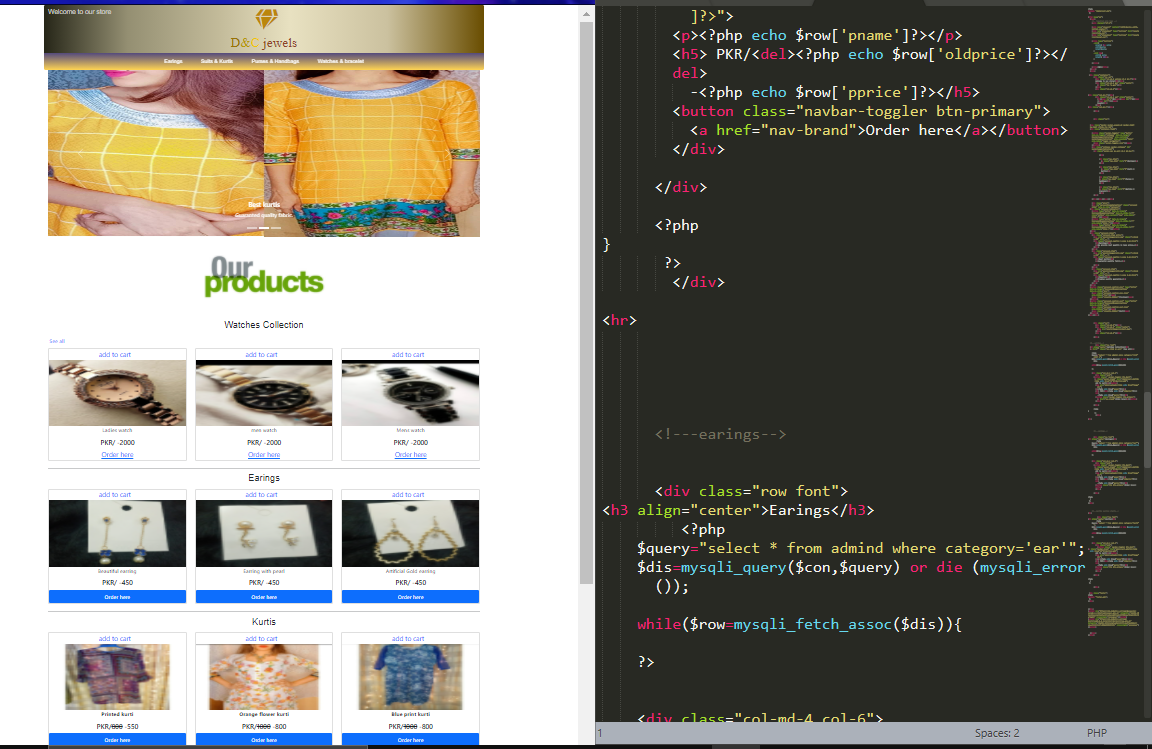 Welcome to our store
D&G jewels
Earings Suits & Kurtis Purses & Handbags Watches & bracelet
Best kurtis
Guaranteed quality fabric.
Our
products
Watches Collection
See all
add to cart add to cart add to cart
Ladies watch Men watch Mens watch
PKR/ -2000 PKR/ -2000 PKR/ -2000
Order here Order here Order here
Earings
add to cart add to cart add to cart
Beautiful earring Earring with pearl Artificial Gold earring
PKR/ -450 PKR/ -450 PKR/ -450
Order here Order here Order here
Kurtis
add to cart add to cart add to cart
Printed kurti Orange flower kurti Blue print kurti
PKR/800 -550 PKR/1000 -800 PKR/1000 -800
Order here Order here Order here
]?>">
<p><?php echo $row['pname']?></p>
<h5> PKR/<del><?php echo $row['oldprice']?></
del>
-<?php echo $row['pprice']?></h5>
<button class="navbar-toggler btn-primary">
<a href="nav-brand">Order here</a></button>
</div>
</div>
<?php
}
?>
</div>
<hr>
<!---earings-->
<div class="row font">
<h3 align="center">Earings</h3>
<?php
$query="select * from admind where category='ear'";
$dis=mysqli_query($con,$query) or die (mysqli_error
());
while($row=mysqli_fetch_assoc($dis)){
?>
<div class="col-md-4 col-6">
1 Spaces: 2 PHP